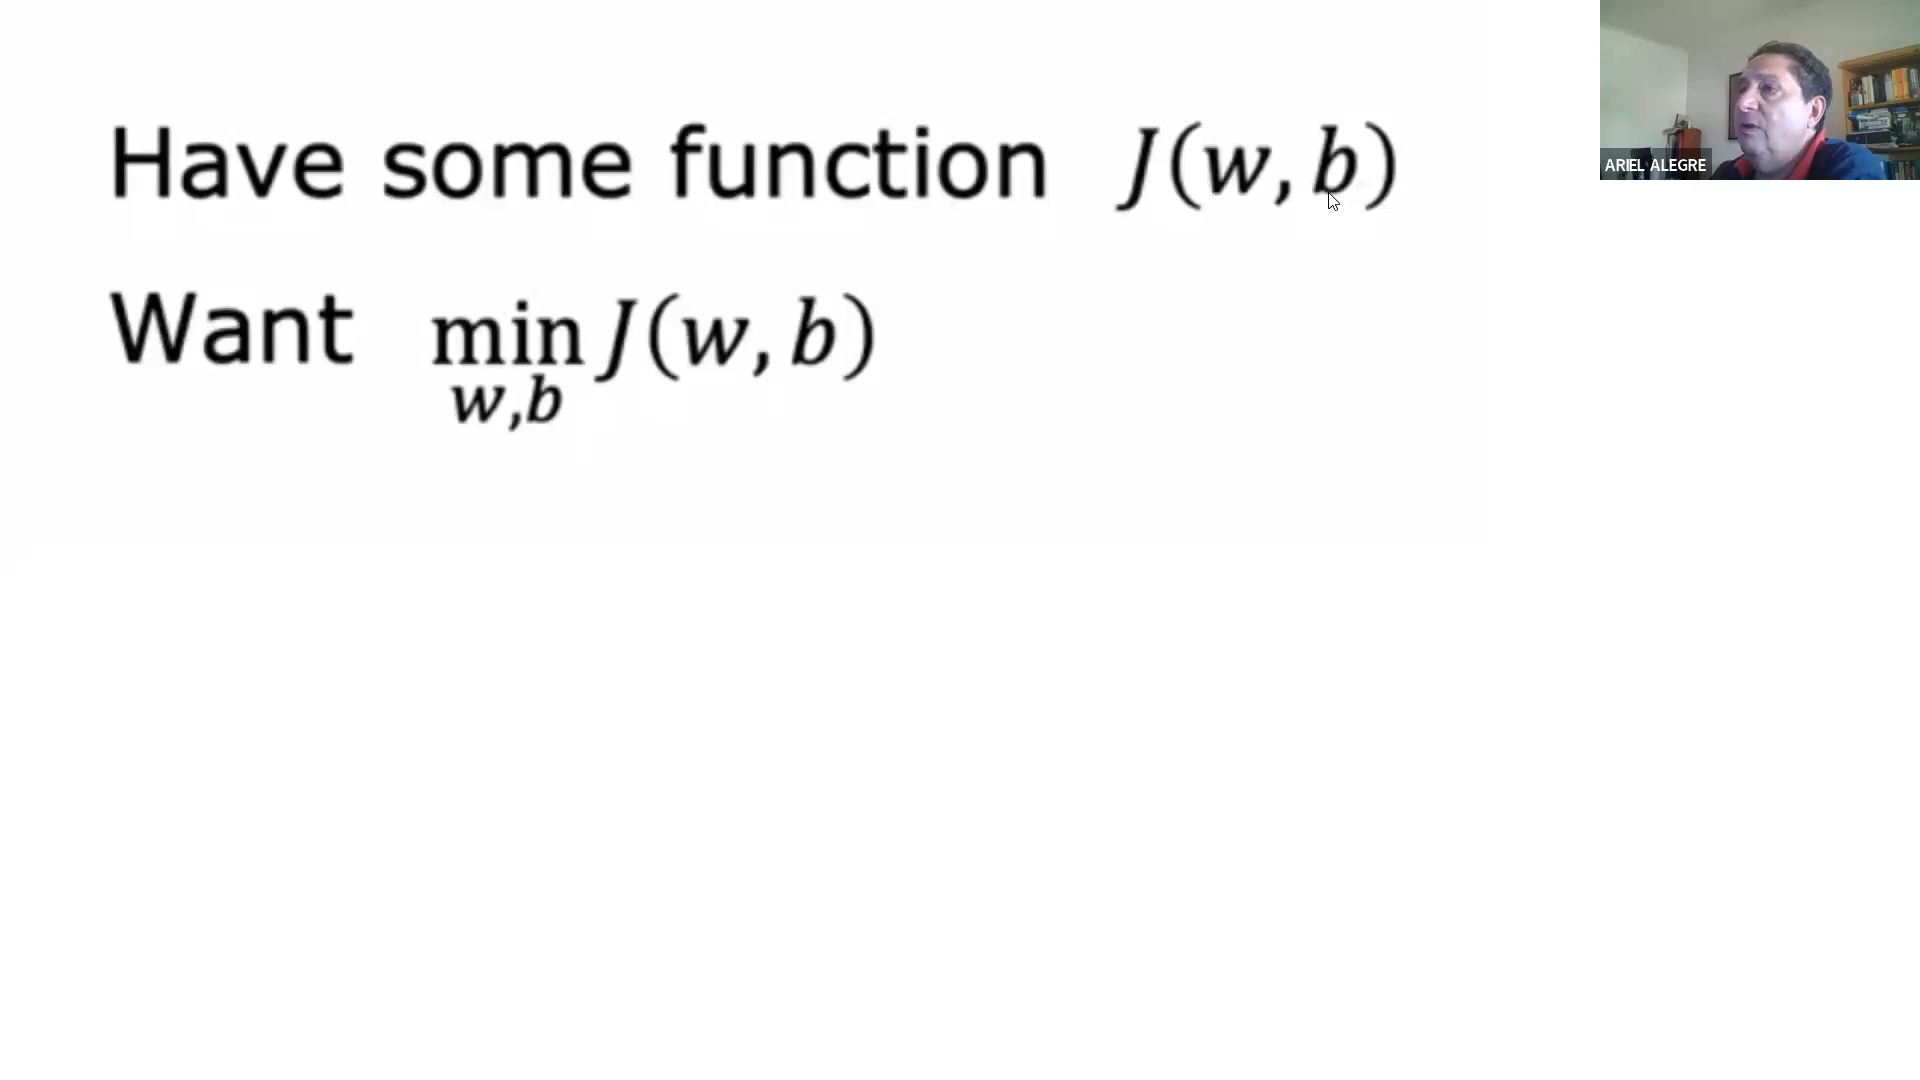 Have some function J(w, b)
Want min J(w, b)
w,b
ARIEL ALEGRE